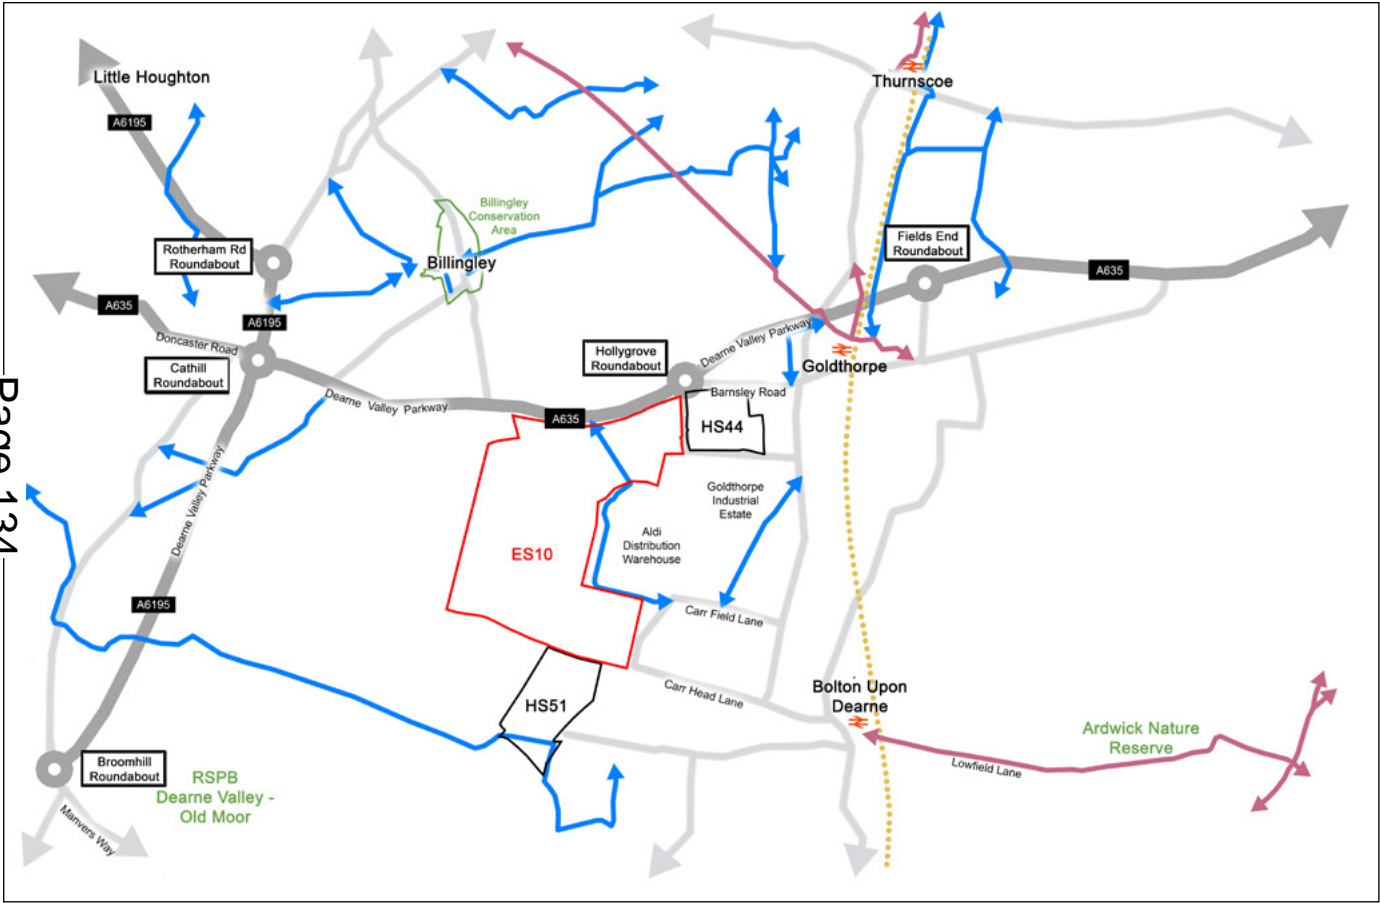 Little Houghton
A6195
Thurnscoe
Billingley
Conservation
Area
Rotherham Rd
Roundabout
Billingley
Fields End
Roundabout
A635
A635
A6195
Doncaster Road
Cathill
Roundabout
Hollygrove
Roundabout
Dearne Valley Parkway
Goldthorpe
Dearne Valley Parkway
Barnsley Road
A635
HS44
Goldthorpe
Industrial
Estate
Dearne Valley Parkway
Aldi
Distribution
Warehouse
ES10
Page 134
A6195
Carr Field Lane
Carr Head Lane
Bolton Upon
Dearne
HS51
Ardwick Nature
Reserve
Lowfield Lane
Broomhill
Roundabout
RSPB
Dearne Valley -
Old Moor
Manvers Way